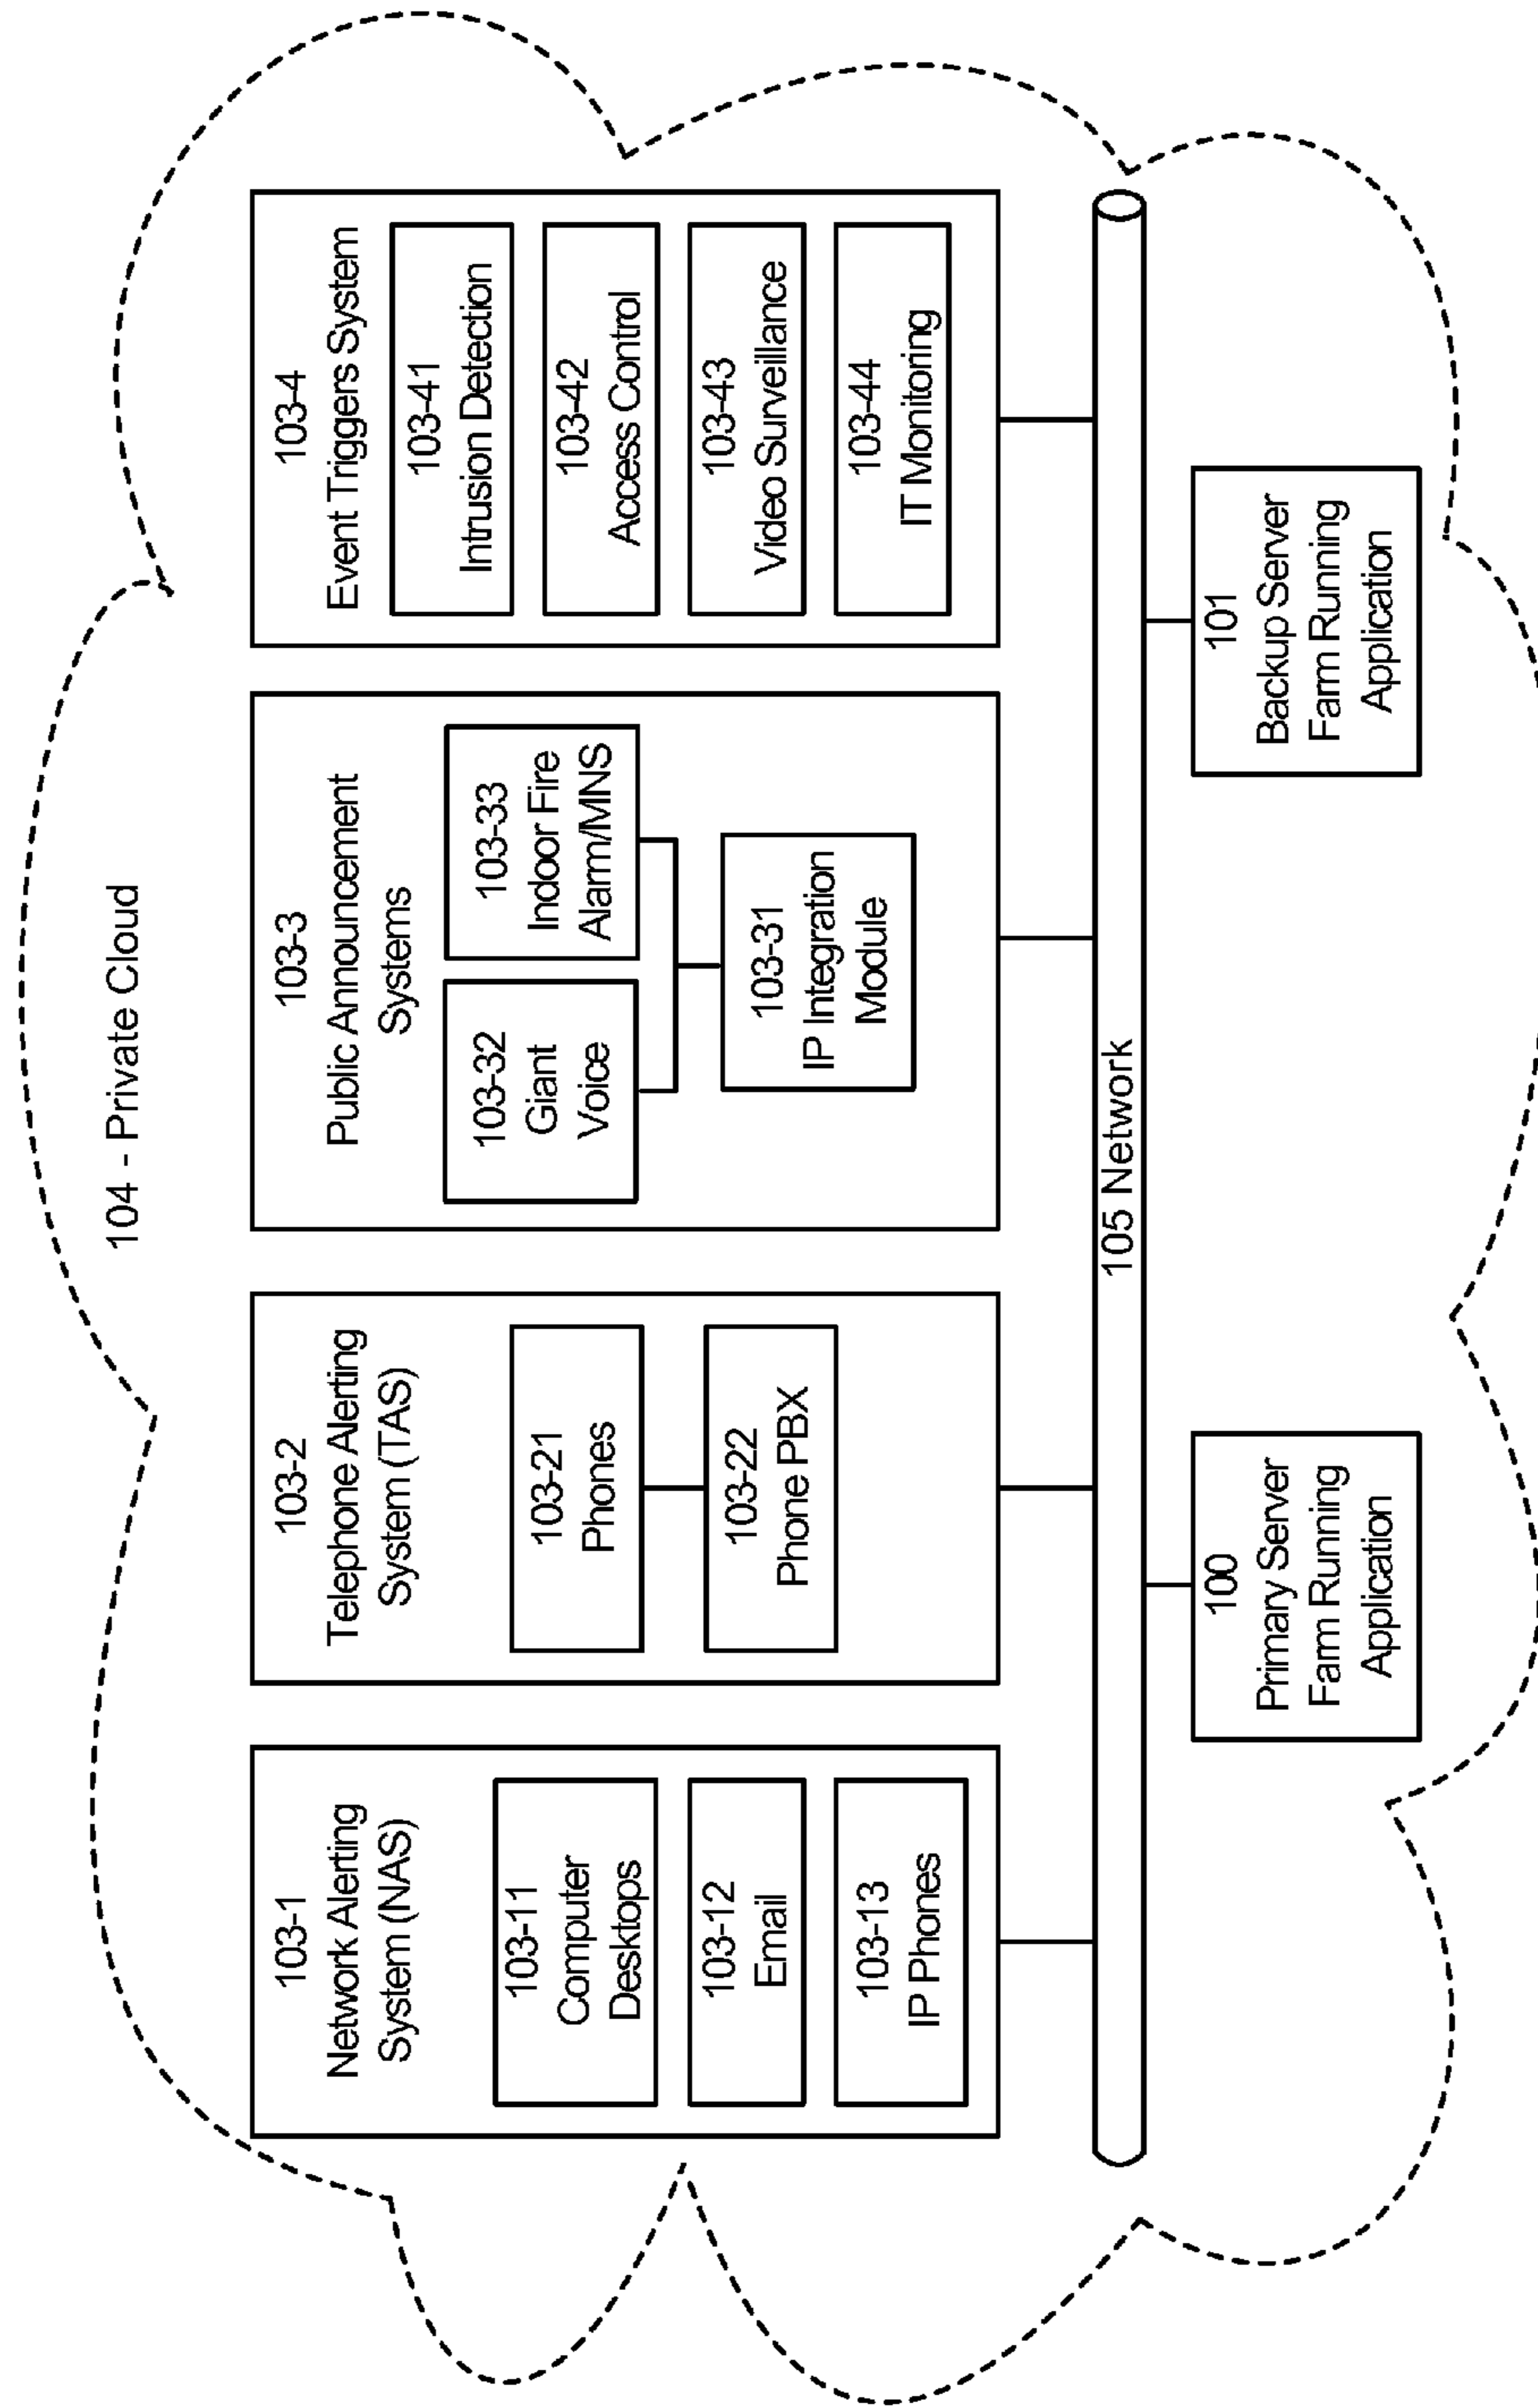 104 - Private Cloud
103-1
Network Alerting
System (NAS)
103-11
Computer
Desktops
103-12
Email
103-13
IP Phones
103-2
Telephone Alerting
System (TAS)
103-21
Phones
103-22
Phone PBX
103-3
Public Announcement
Systems
103-32
Giant
Voice
103-33
Indoor Fire
Alarm/MNS
103-31
IP Integration
Module
103-4
Event Triggers System
103-41
Intrusion Detection
103-42
Access Control
103-43
Video Surveillance
103-44
IT Monitoring
105 Network
100
Primary Server
Farm Running
Application
101
Backup Server
Farm Running
Application